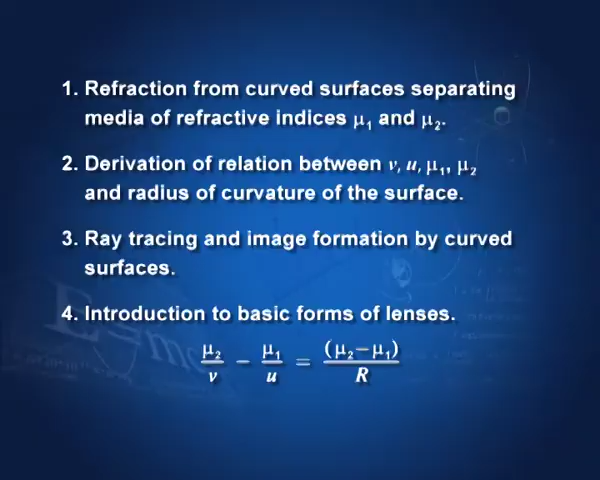 1. Refraction from curved surfaces separating
media of refractive indices μ₁ and μ₂.
2. Derivation of relation between v, u, μ₁, μ₂
and radius of curvature of the surface.
3. Ray tracing and image formation by curved
surfaces.
4. Introduction to basic forms of lenses.
μ₂/v − μ₁/u = (μ₂−μ₁)/R
E=mc